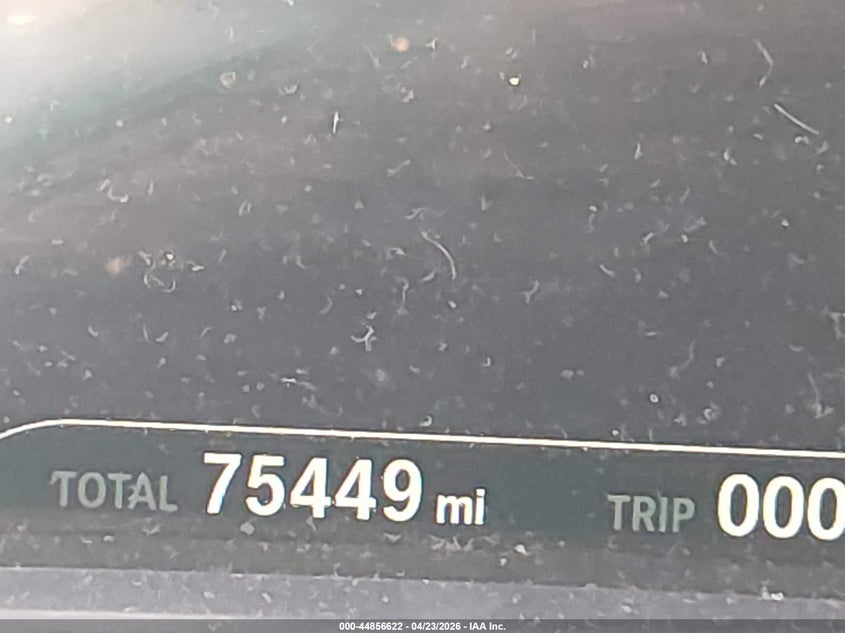 TOTAL 75449 mi TRIP 000
000-44856622 - 04/23/2026 - IAA Inc.